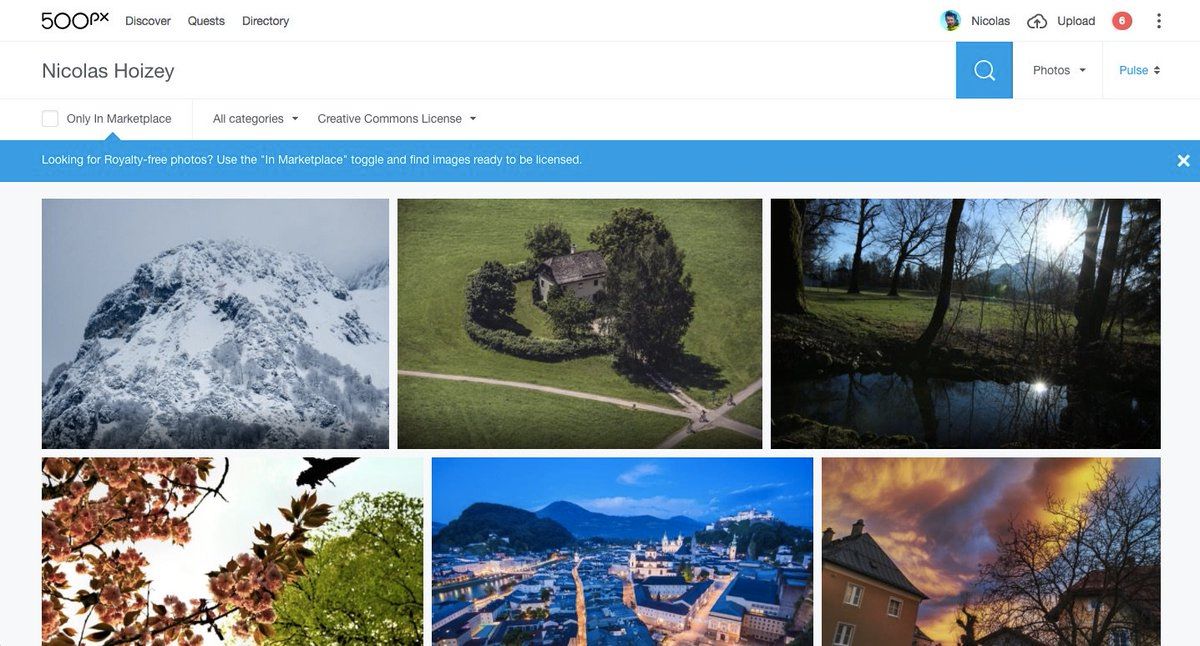 500px Discover Quests Directory Nicolas Upload 6
Nicolas Hoizey Photos Pulse
Only In Marketplace All categories Creative Commons License
Looking for Royalty-free photos? Use the "In Marketplace" toggle and find images ready to be licensed.